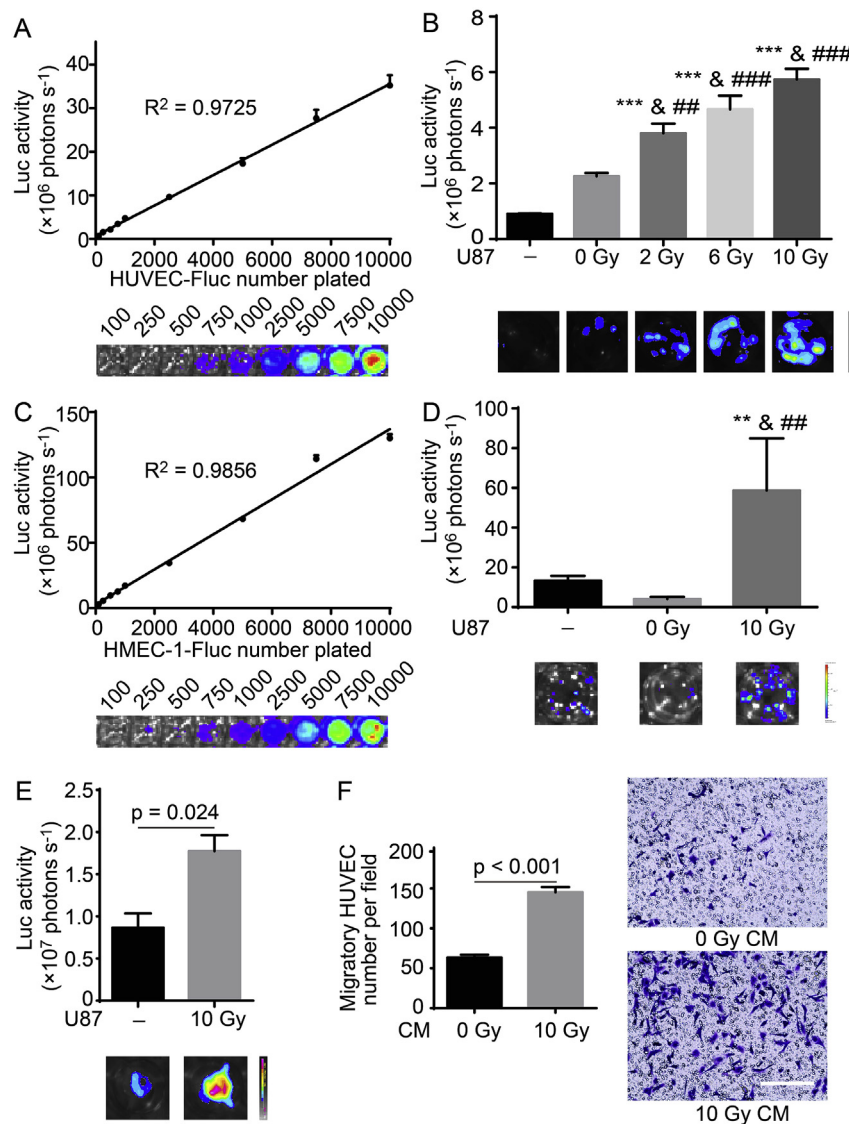 A
Luc activity
(×10⁶ photons s⁻¹)
40
30
20
10
0
R² = 0.9725
0 2000 4000 6000 8000 10000
HUVEC-Fluc number plated
100 250 500 750 1000 2500 5000 7500 10000
B
Luc activity
(×10⁶ photons s⁻¹)
8
6
4
2
0
*** & ##
*** & ###
*** & ###
U87 – 0 Gy 2 Gy 6 Gy 10 Gy
C
Luc activity
(×10⁶ photons s⁻¹)
150
100
50
0
R² = 0.9856
0 2000 4000 6000 8000 10000
HMEC-1-Fluc number plated
100 250 500 750 1000 2500 5000 7500 10000
D
Luc activity
(×10⁶ photons s⁻¹)
100
80
60
40
20
0
** & ##
U87 – 0 Gy 10 Gy
E
Luc activity
(×10⁷ photons s⁻¹)
2.5
2.0
1.5
1.0
0.5
0
p = 0.024
U87 – 10 Gy
F
Migratory HUVEC
number per field
200
150
100
50
0
p < 0.001
CM 0 Gy 10 Gy
0 Gy CM
10 Gy CM